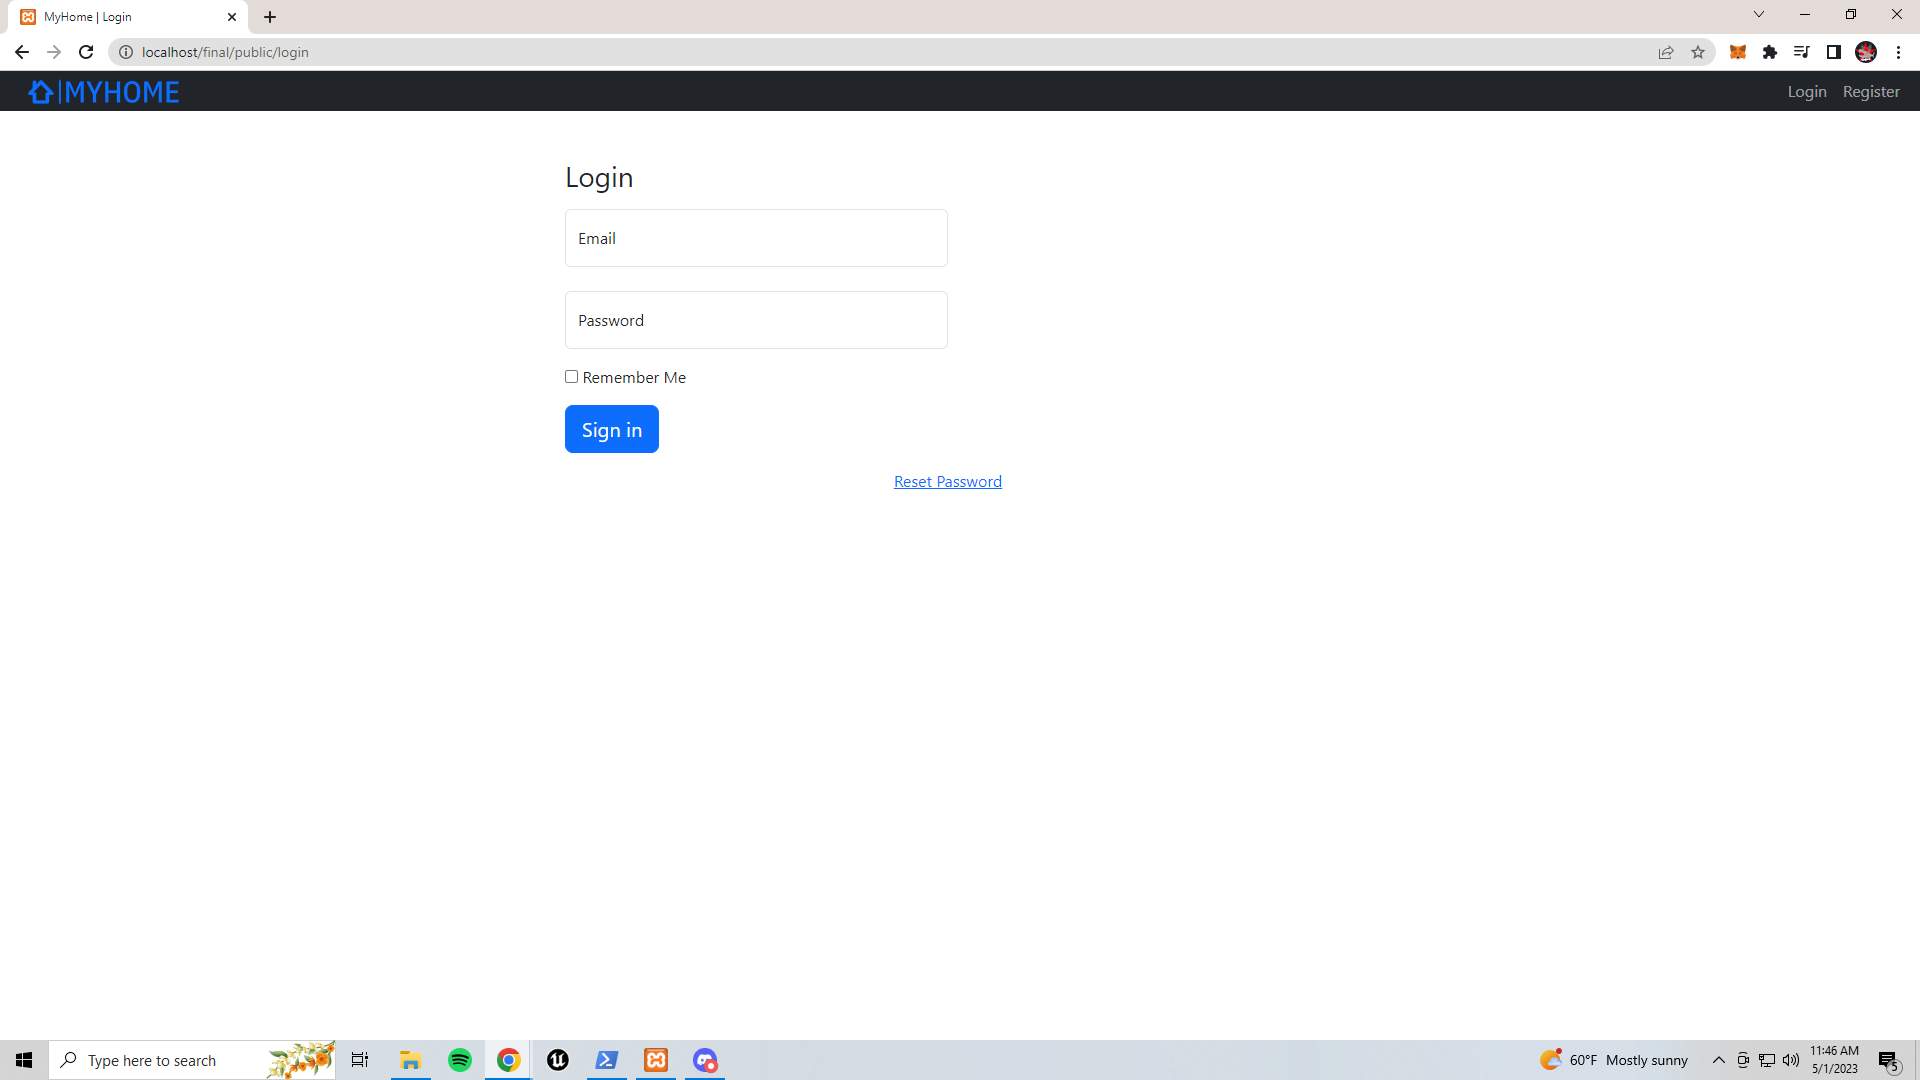 MyHome | Login
localhost/final/public/login
|MYHOME
Login Register
Login
Email
Password
Remember Me
Sign in
Reset Password
Type here to search
60°F Mostly sunny
11:46 AM
5/1/2023
5